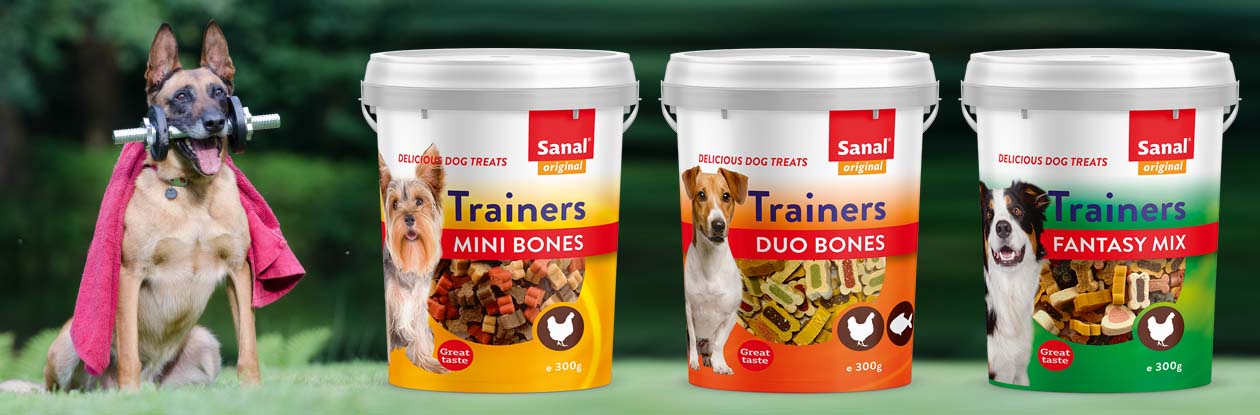 Sanal®
original
DELICIOUS DOG TREATS
Trainers
MINI BONES
Great
taste
e 300g
Sanal®
original
DELICIOUS DOG TREATS
Trainers
DUO BONES
Great
taste
e 300g
Sanal®
original
DELICIOUS DOG TREATS
Trainers
FANTASY MIX
Great
taste
e 300g